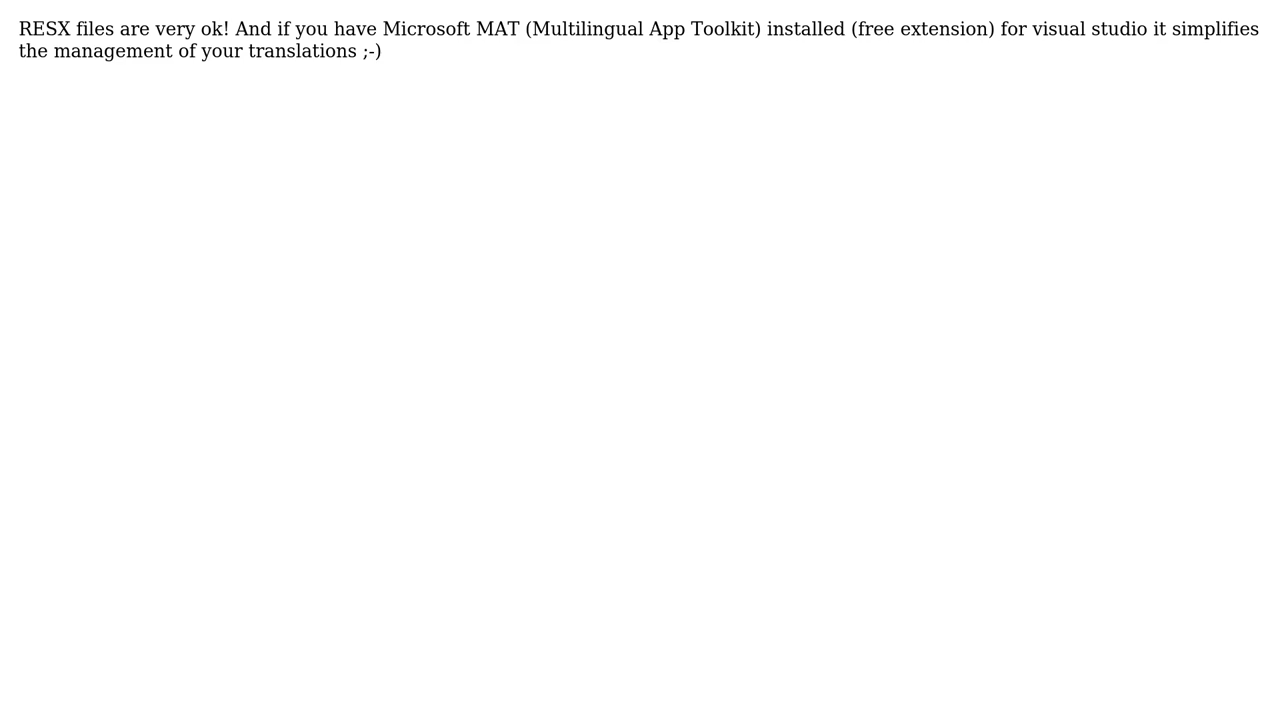 RESX files are very ok! And if you have Microsoft MAT (Multilingual App Toolkit) installed (free extension) for visual studio it simplifies
the management of your translations ;-)